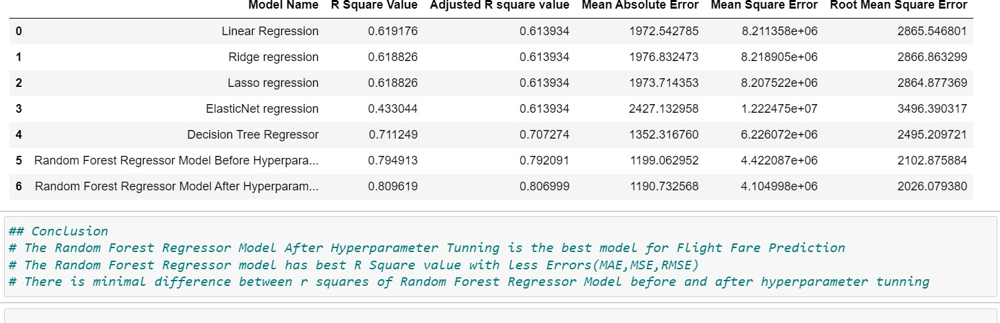 Model Name R Square Value Adjusted R square value Mean Absolute Error Mean Square Error Root Mean Square Error
0 Linear Regression 0.619176 0.613934 1972.542785 8.211358e+06 2865.546801
1 Ridge regression 0.618826 0.613934 1976.832473 8.218905e+06 2866.863299
2 Lasso regression 0.618826 0.613934 1973.714353 8.207522e+06 2864.877369
3 ElasticNet regression 0.433044 0.613934 2427.132958 1.222475e+07 3496.390317
4 Decision Tree Regressor 0.711249 0.707274 1352.316760 6.226072e+06 2495.209721
5 Random Forest Regressor Model Before Hyperpara... 0.794913 0.792091 1199.062952 4.422087e+06 2102.875884
6 Random Forest Regressor Model After Hyperparam... 0.809619 0.806999 1190.732568 4.104998e+06 2026.079380
## Conclusion
# The Random Forest Regressor Model After Hyperparameter Tunning is the best model for Flight Fare Prediction
# The Random Forest Regressor model has best R Square value with less Errors(MAE,MSE,RMSE)
# There is minimal difference between r squares of Random Forest Regressor Model before and after hyperparameter tunning